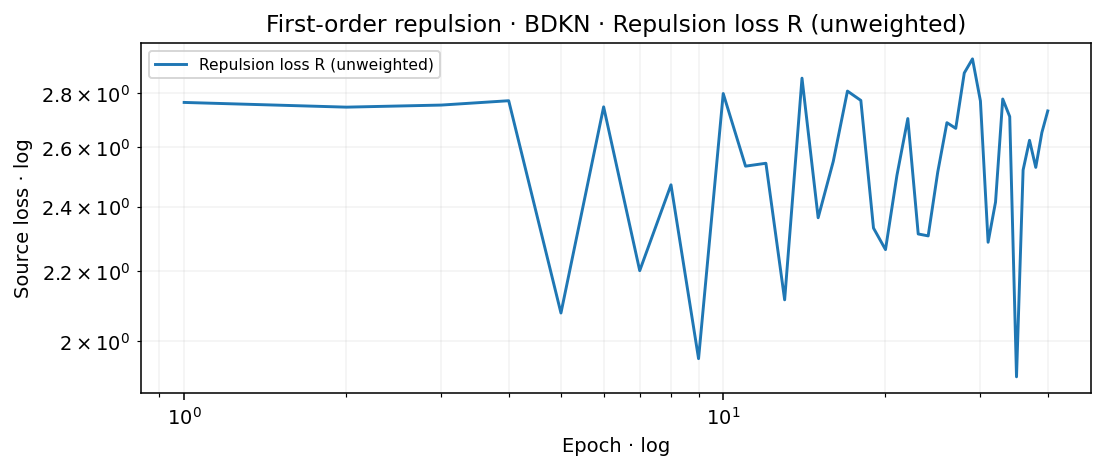 First-order repulsion · BDKN · Repulsion loss R (unweighted)
Repulsion loss R (unweighted)
Source loss · log
2.8 × 10⁰
2.6 × 10⁰
2.4 × 10⁰
2.2 × 10⁰
2 × 10⁰
10⁰
10¹
Epoch · log